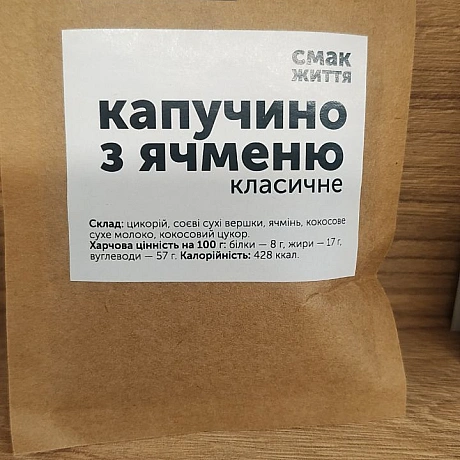 смак
життя
капучино
з ячменю
класичне
Склад: цикорій, соєві сухі вершки, ячмінь, кокосове
сухе молоко, кокосовий цукор.
Харчова цінність на 100 г: білки — 8 г, жири — 17 г,
вуглеводи — 57 г. Калорійність: 428 ккал.